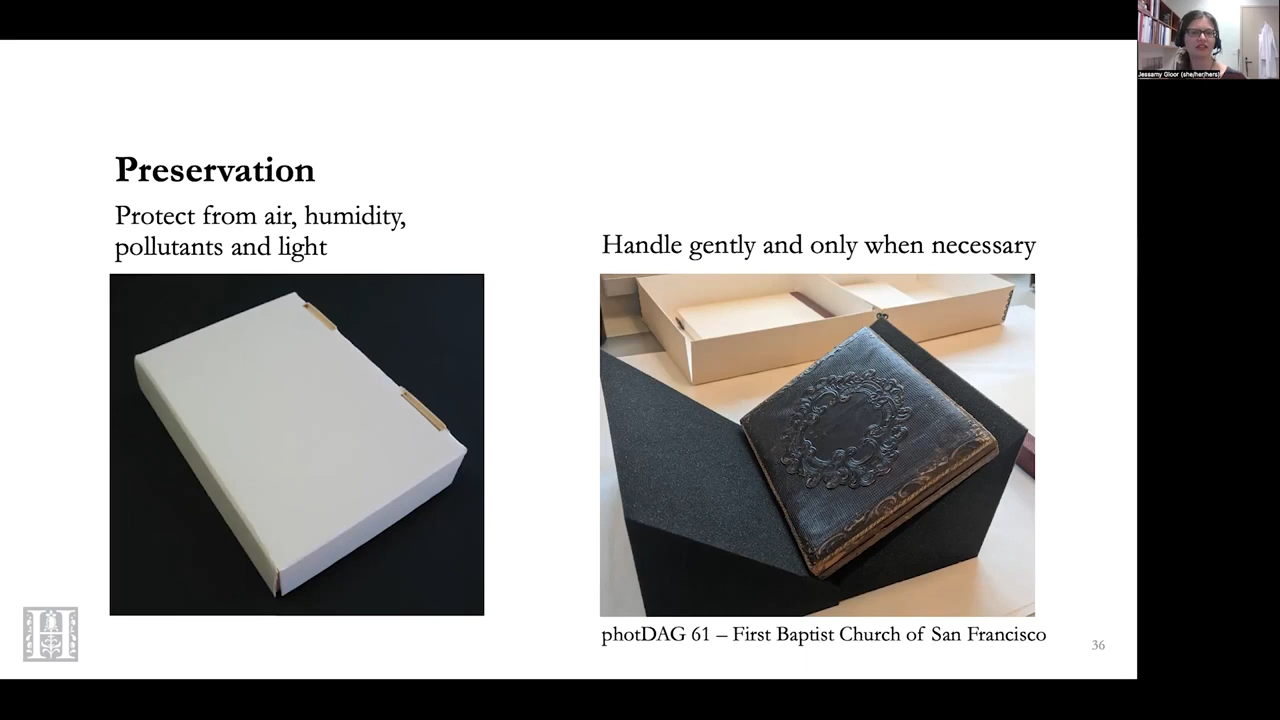 Jessamy Gloor (she/her/hers)
Preservation
Protect from air, humidity,
pollutants and light
Handle gently and only when necessary
photDAG 61 – First Baptist Church of San Francisco
H
36